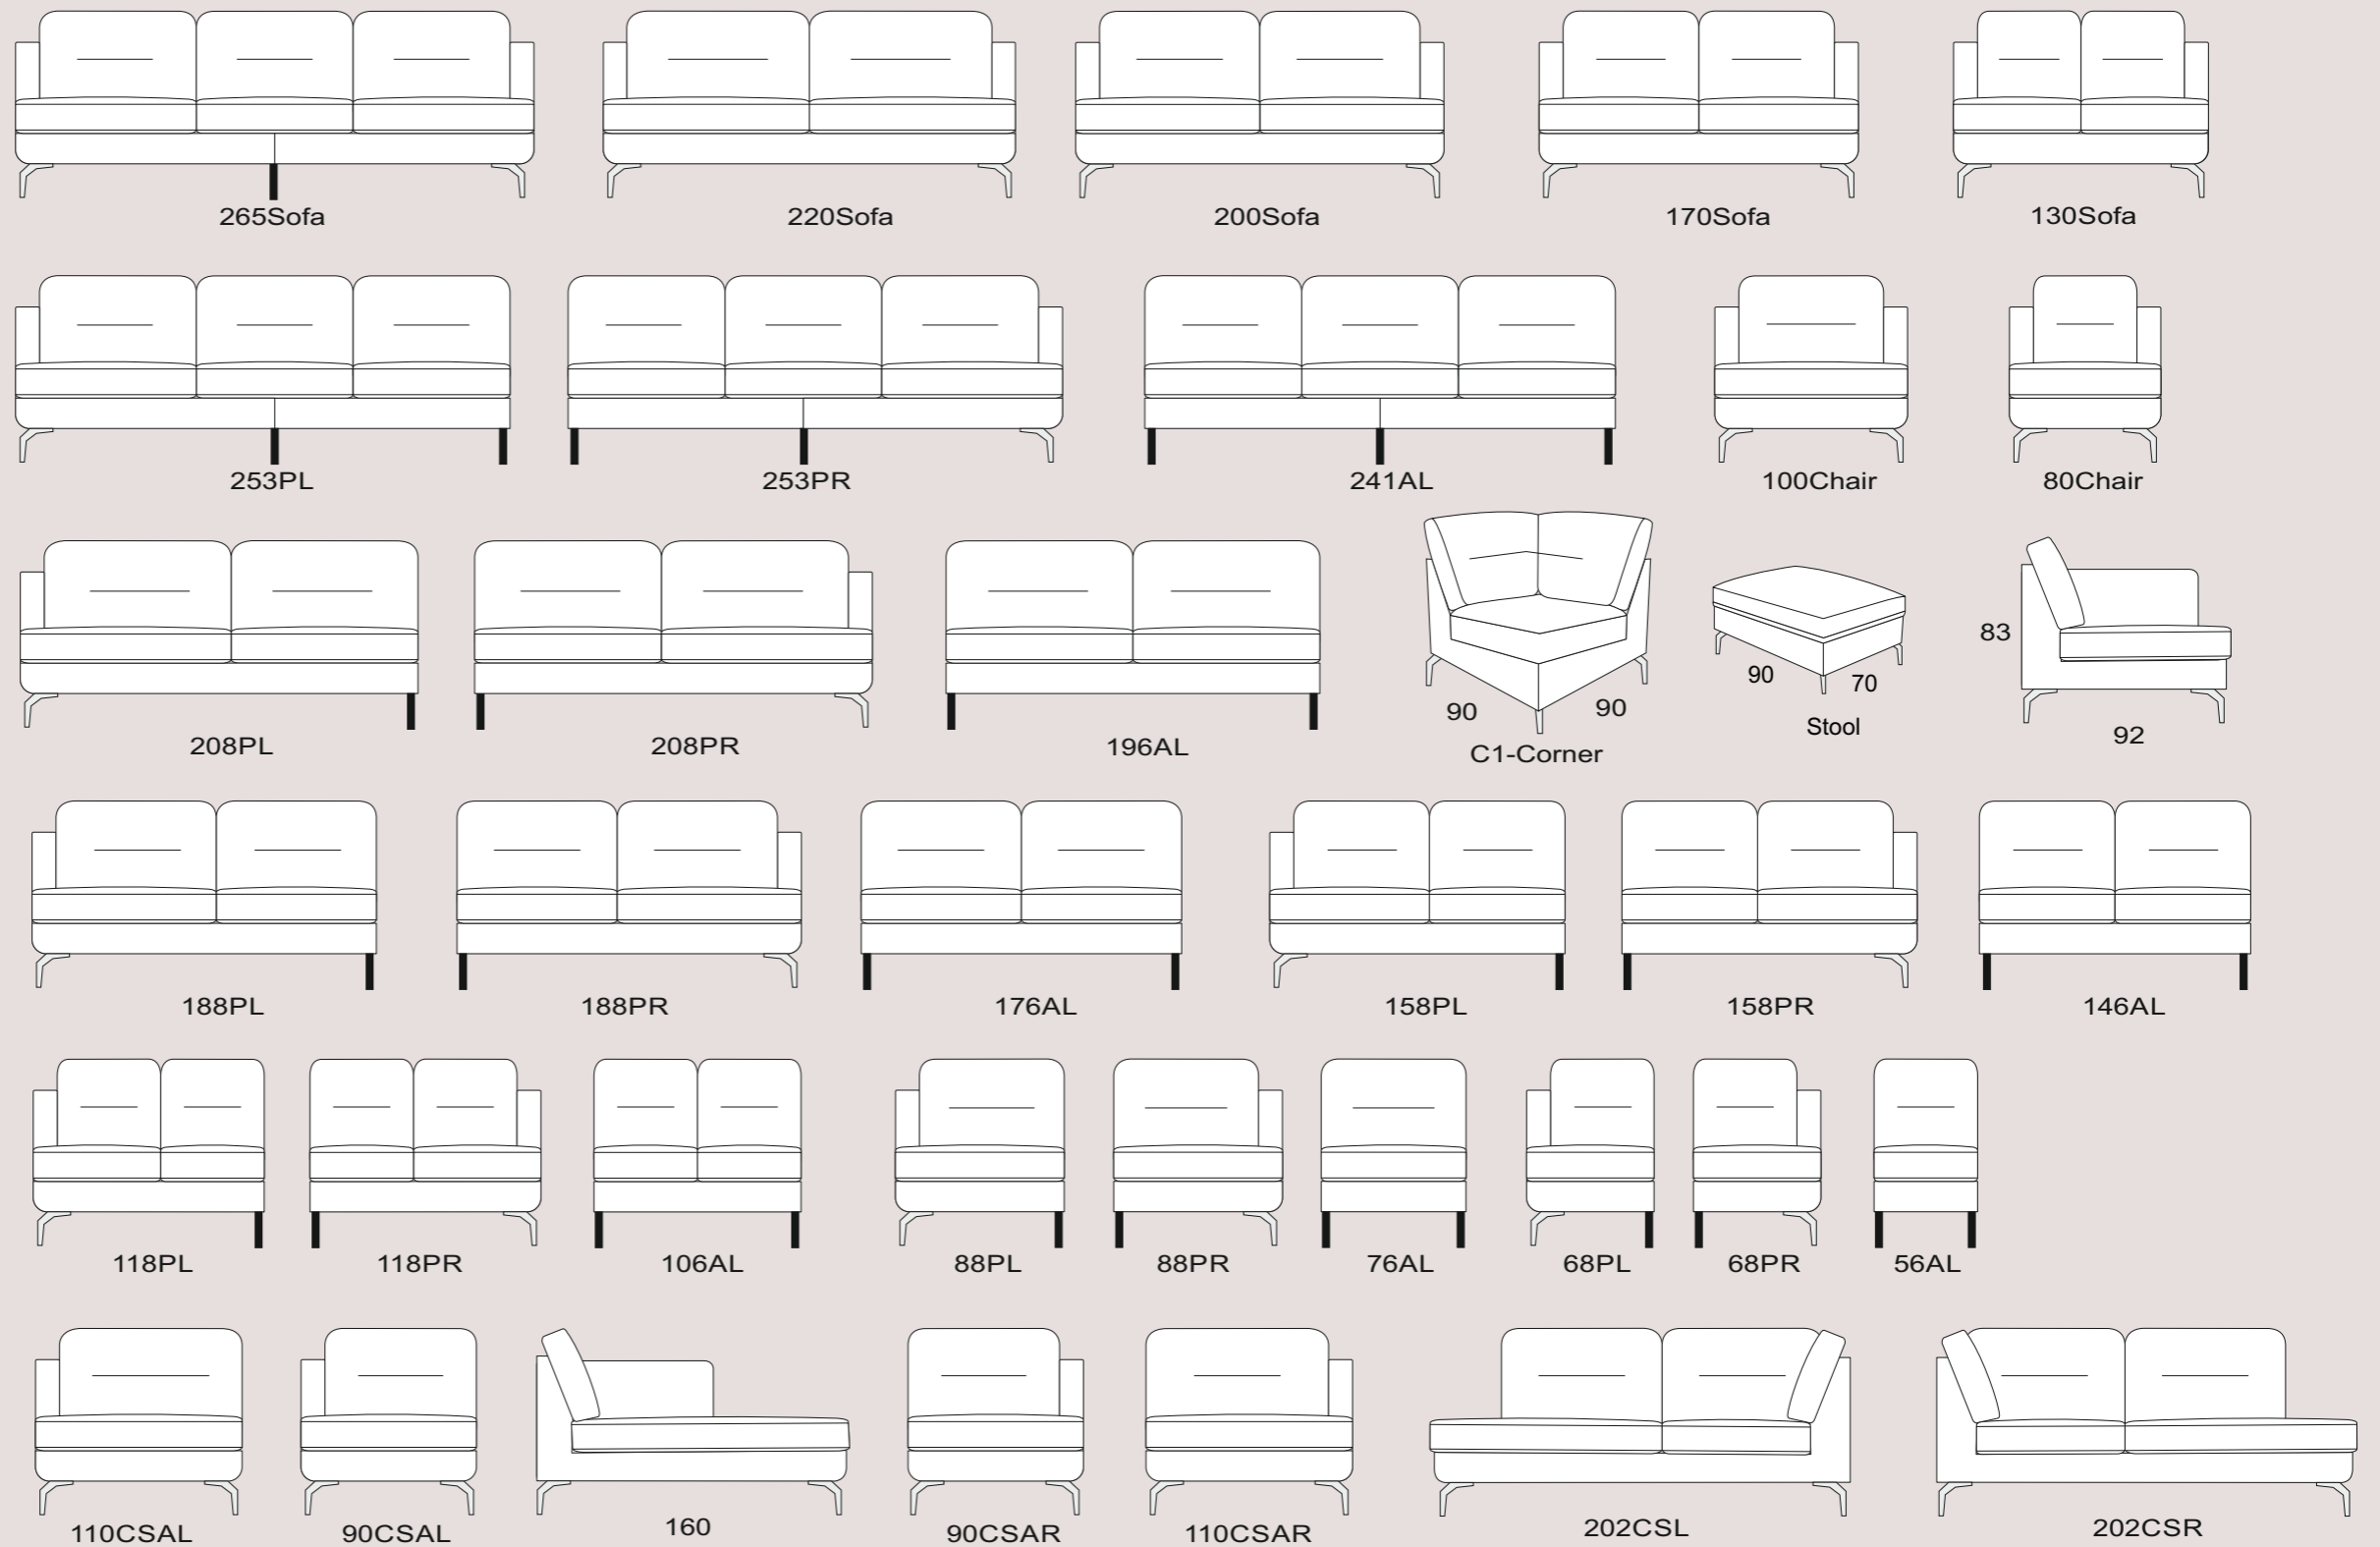 265Sofa
220Sofa
200Sofa
170Sofa
130Sofa
253PL
253PR
241AL
100Chair
80Chair
208PL
208PR
196AL
90
90
C1-Corner
90
70
Stool
83
92
188PL
188PR
176AL
158PL
158PR
146AL
118PL
118PR
106AL
88PL
88PR
76AL
68PL
68PR
56AL
110CSAL
90CSAL
160
90CSAR
110CSAR
202CSL
202CSR